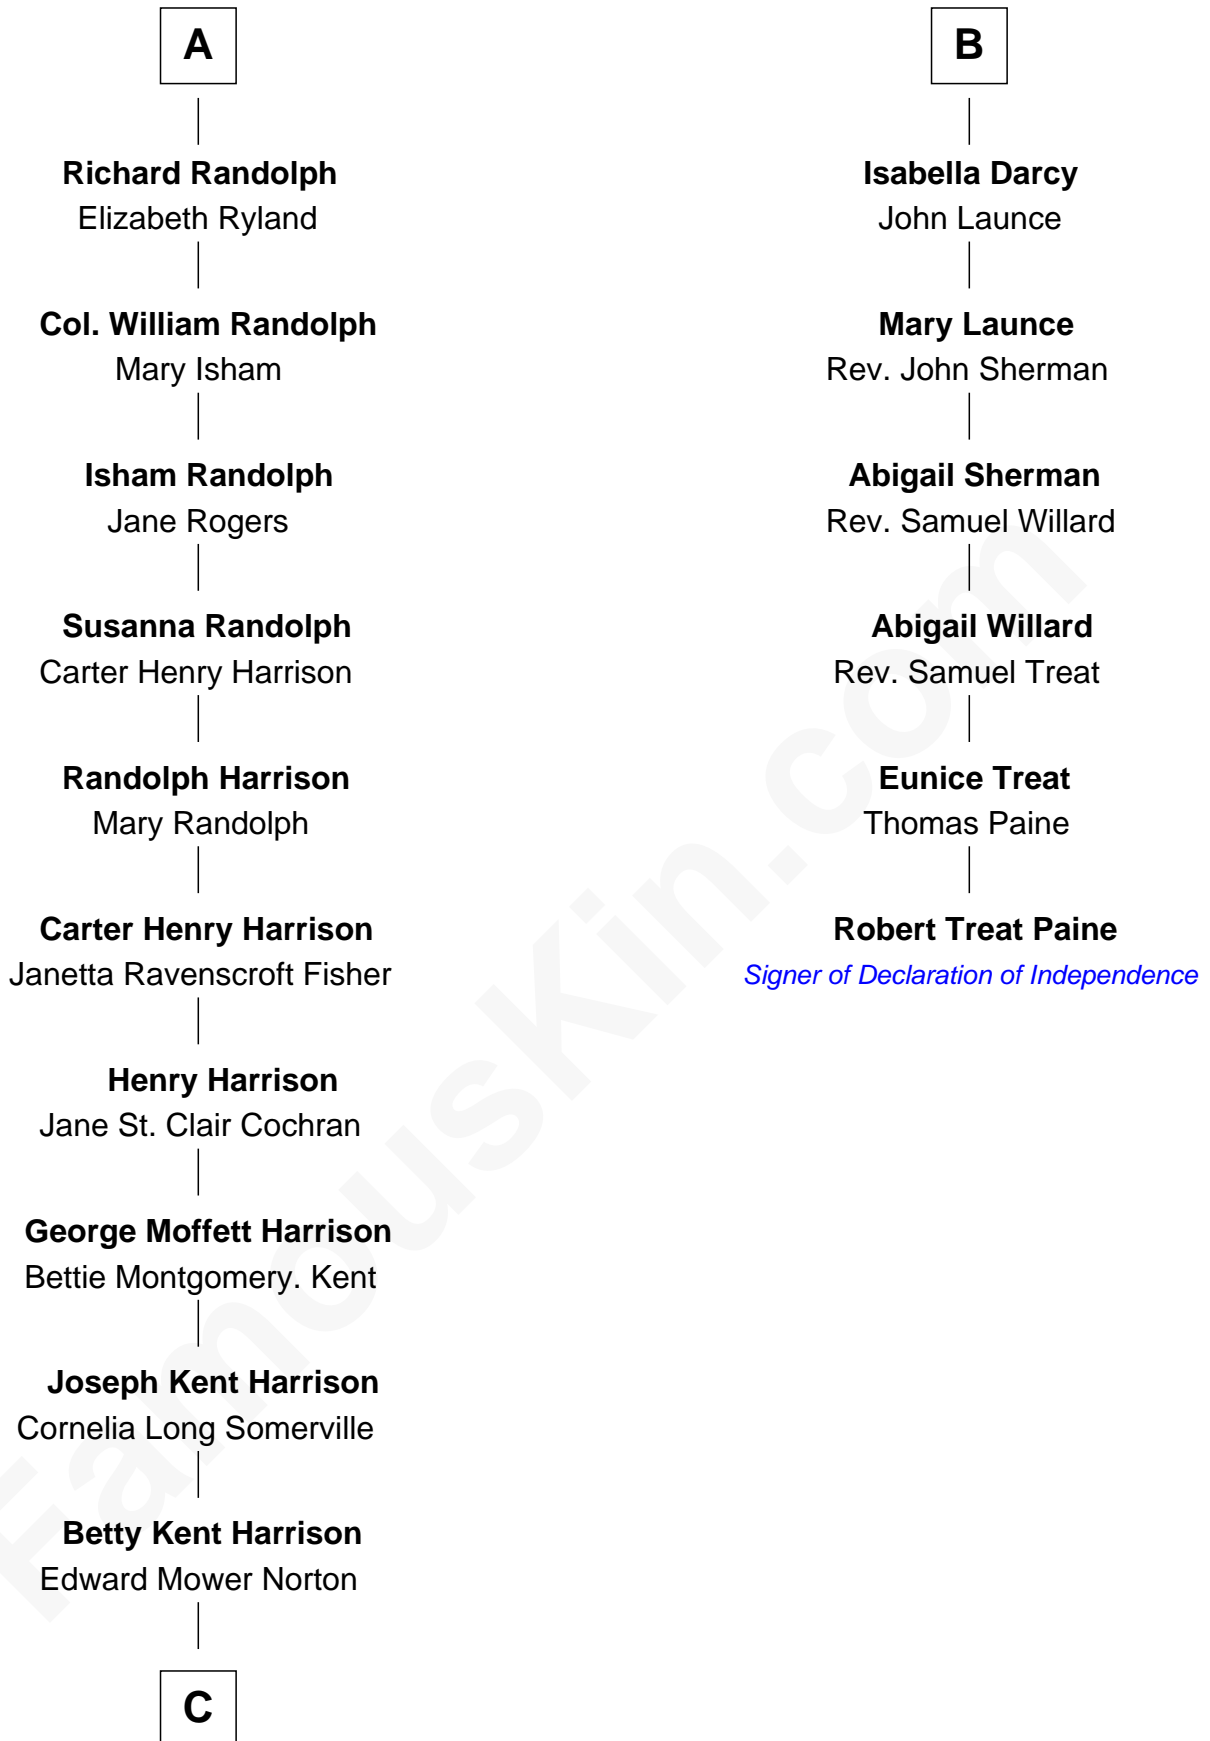 A
Richard Randolph
Elizabeth Ryland
Col. William Randolph
Mary Isham
Isham Randolph
Jane Rogers
Susanna Randolph
Carter Henry Harrison
Randolph Harrison
Mary Randolph
Carter Henry Harrison
Janetta Ravenscroft Fisher
Henry Harrison
Jane St. Clair Cochran
George Moffett Harrison
Bettie Montgomery. Kent
Joseph Kent Harrison
Cornelia Long Somerville
Betty Kent Harrison
Edward Mower Norton
C
B
Isabella Darcy
John Launce
Mary Launce
Rev. John Sherman
Abigail Sherman
Rev. Samuel Willard
Abigail Willard
Rev. Samuel Treat
Eunice Treat
Thomas Paine
Robert Treat Paine
Signer of Declaration of Independence
FamousKin.com